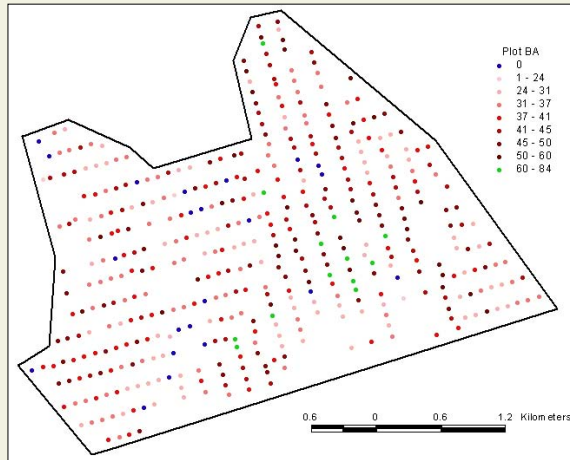 Plot BA
0
1 - 24
24 - 31
31 - 37
37 - 41
41 - 45
45 - 50
50 - 60
60 - 84
0.6 0 0.6 1.2 Kilometers